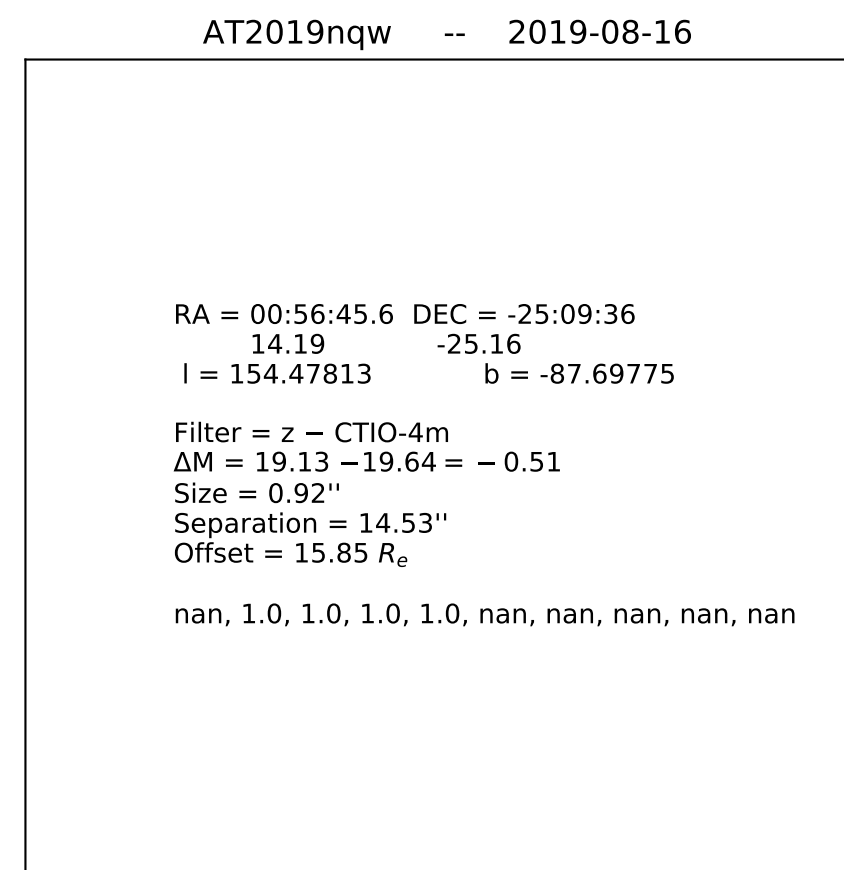 AT2019nqw -- 2019-08-16
RA = 00:56:45.6 DEC = -25:09:36
14.19 -25.16
l = 154.47813 b = -87.69775
Filter = z − CTIO-4m
ΔM = 19.13 −19.64 = − 0.51
Size = 0.92''
Separation = 14.53''
Offset = 15.85 Rₑ
nan, 1.0, 1.0, 1.0, 1.0, nan, nan, nan, nan, nan